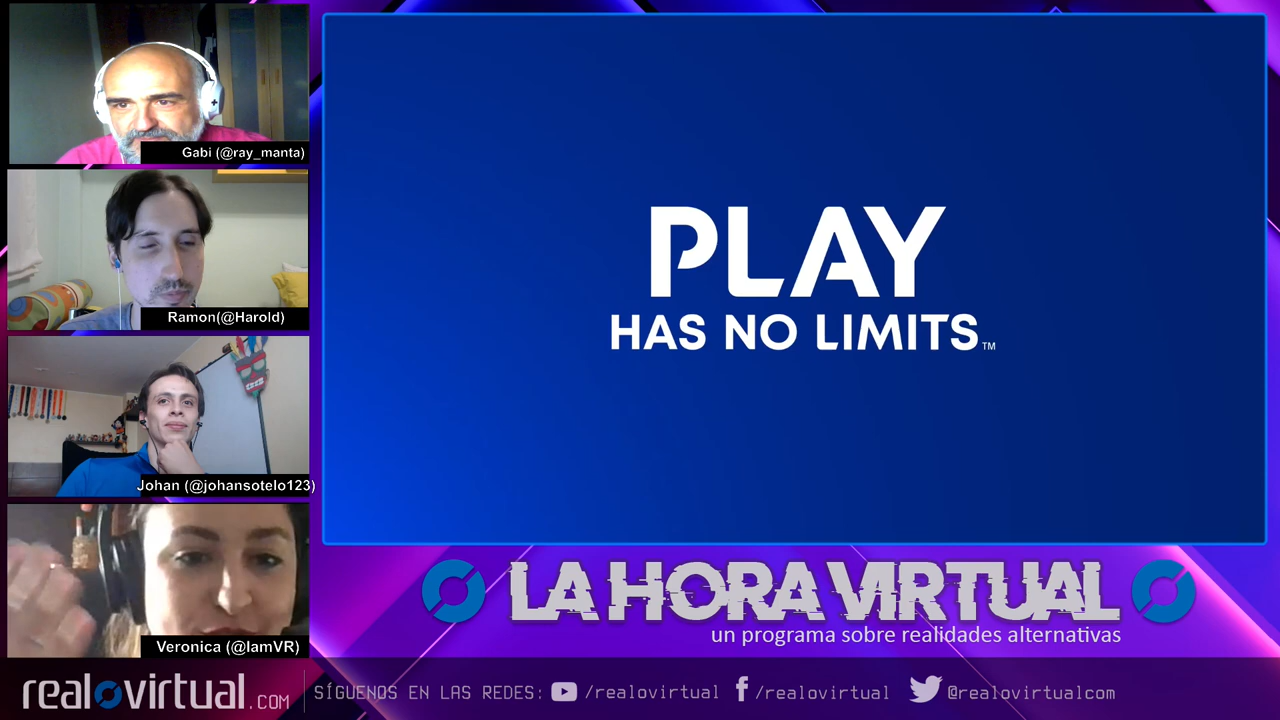 Gabi (@ray_manta)
Ramon(@Harold)
Johan (@johansotelo123)
Veronica (@IamVR)
PLAY
HAS NO LIMITS™
LA HORA VIRTUAL
un programa sobre realidades alternativas
realovirtual.com
SÍGUENOS EN LAS REDES: /realovirtual /realovirtual @realovirtualcom